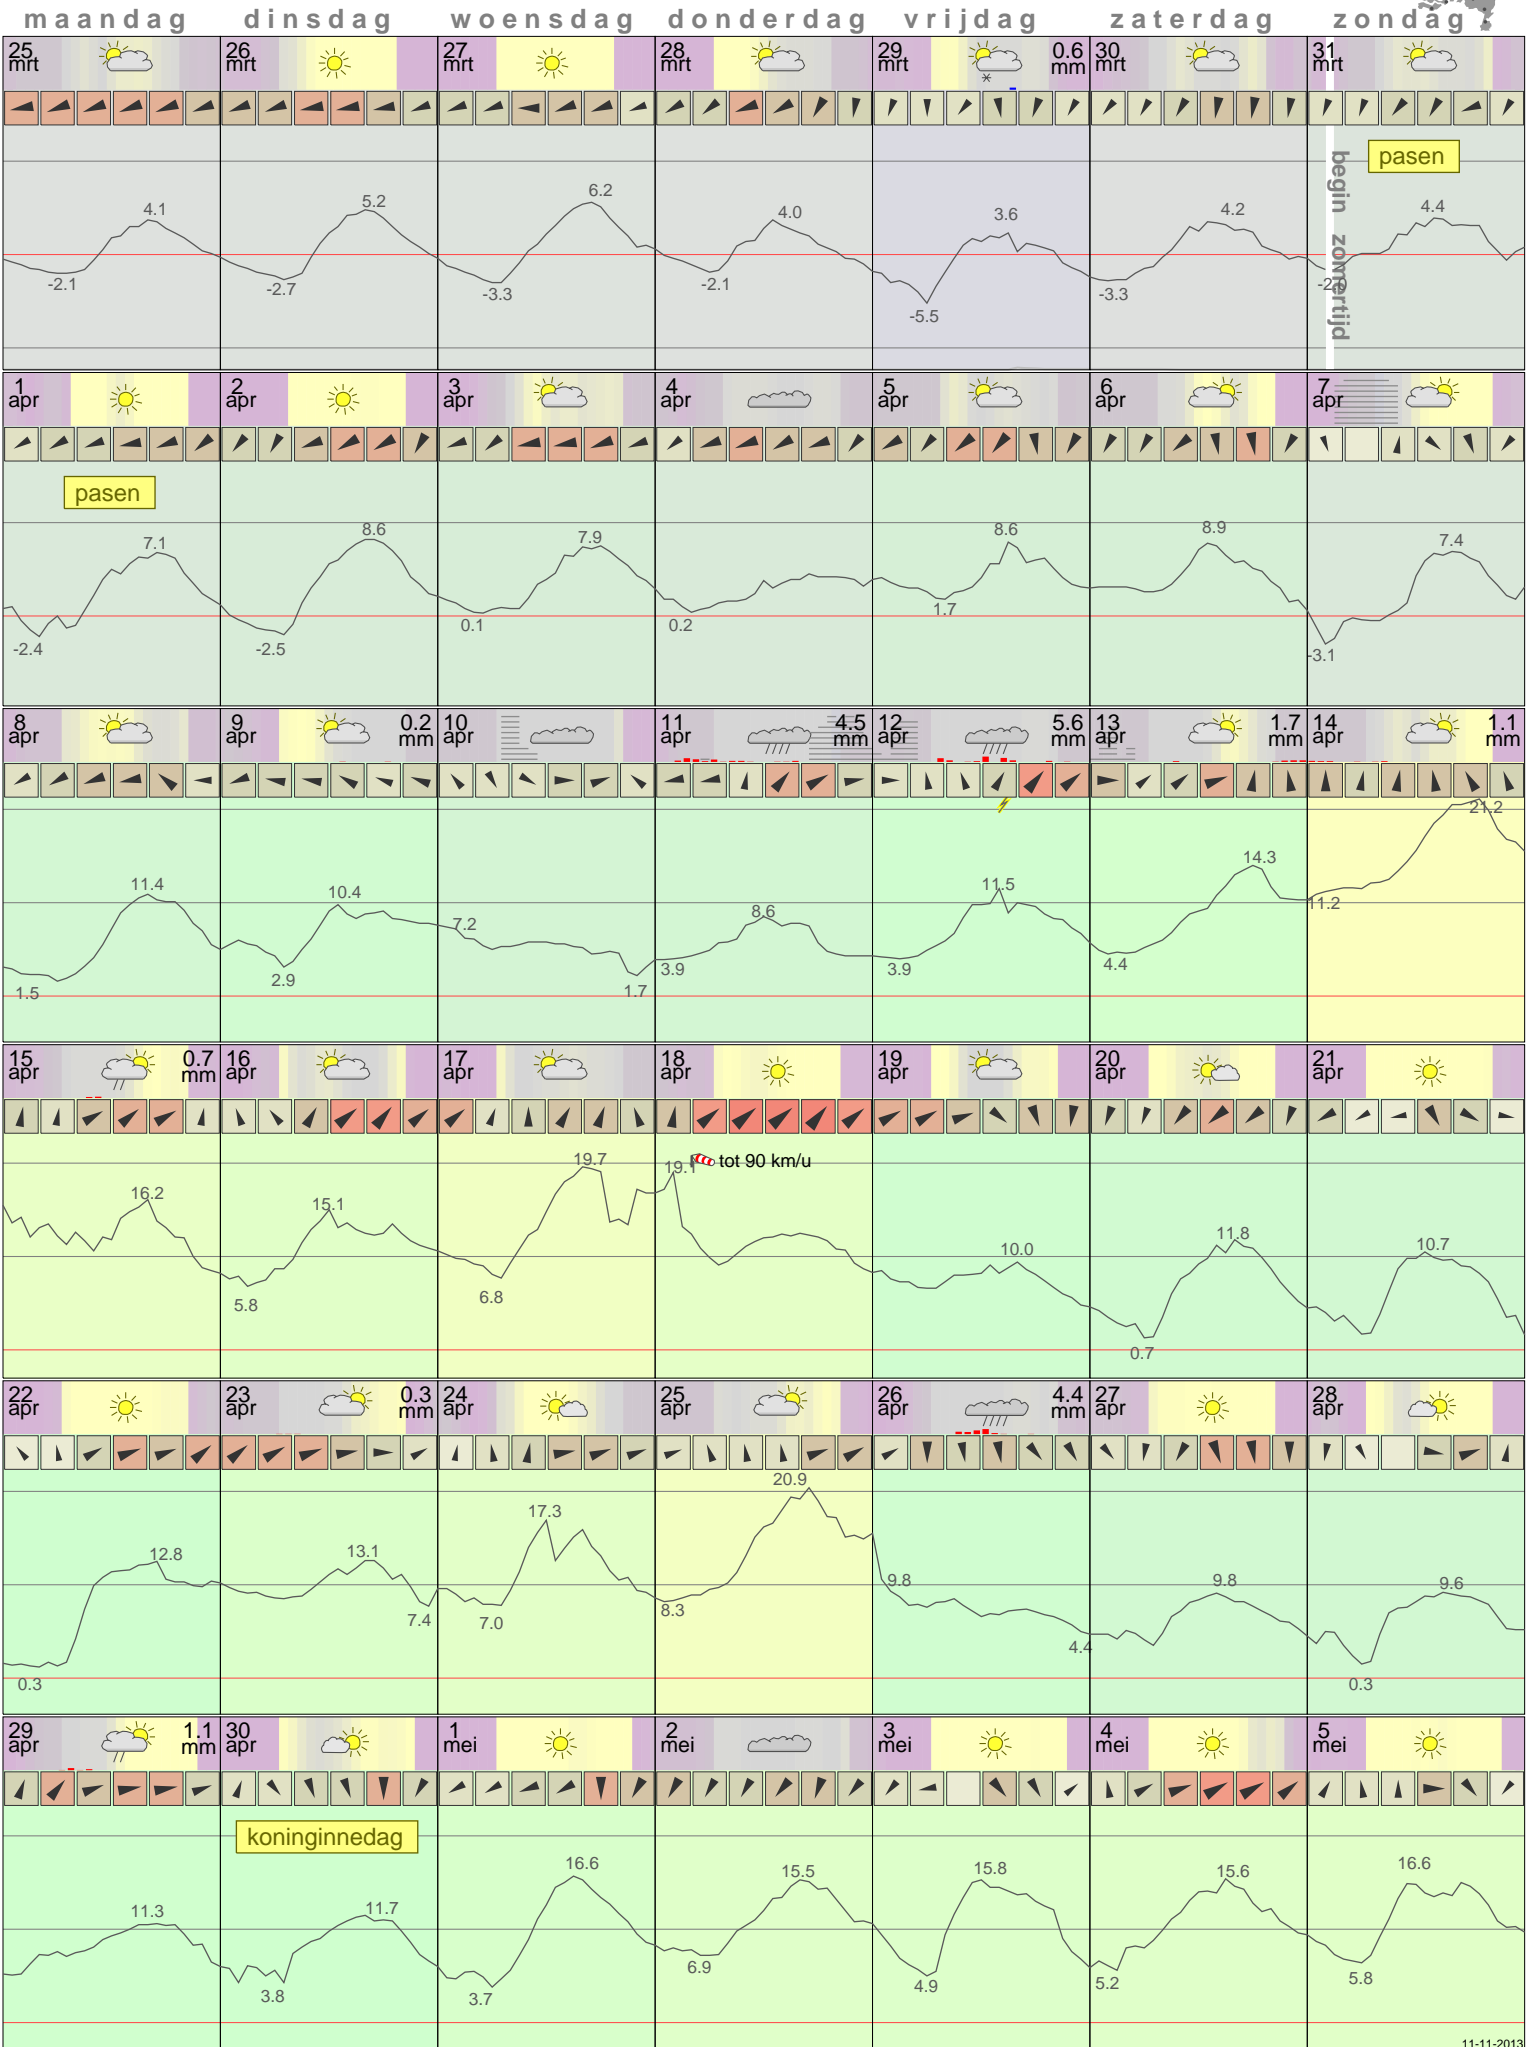 maandag dinsdag woensdag donderdag vrijdag zaterdag zondag
25 mrt 26 mrt 27 mrt 28 mrt 29 mrt 0.6 mm 30 mrt 31 mrt
pasen
begin zomertijd
4.1 5.2 6.2 4.0 3.6 4.2 4.4
-2.1 -2.7 -3.3 -2.1 -5.5 -3.3 -2.0
1 apr 2 apr 3 apr 4 apr 5 apr 6 apr 7 apr
pasen
7.1 8.6 7.9 8.6 8.9 7.4
-2.4 -2.5 0.1 0.2 1.7 -3.1
8 apr 9 apr 0.2 mm 10 apr 11 apr 4.5 mm 12 apr 5.6 mm 13 apr 1.7 mm 14 apr 1.1 mm
11.4 10.4 7.2 8.6 11.5 14.3 21.2
1.5 2.9 1.7 3.9 3.9 4.4 11.2
15 apr 0.7 mm 16 apr 17 apr 18 apr 19 apr 20 apr 21 apr
tot 90 km/u
16.2 15.1 19.7 19.1 10.0 11.8 10.7
5.8 6.8 0.7
22 apr 23 apr 0.3 mm 24 apr 25 apr 26 apr 4.4 mm 27 apr 28 apr
12.8 13.1 17.3 20.9 9.8 9.8 9.6
0.3 7.4 7.0 8.3 4.4 0.3
29 apr 1.1 mm 30 apr 1 mei 2 mei 3 mei 4 mei 5 mei
koninginnedag
11.3 11.7 16.6 15.5 15.8 15.6 16.6
3.8 3.7 6.9 4.9 5.2 5.8
11-11-2013